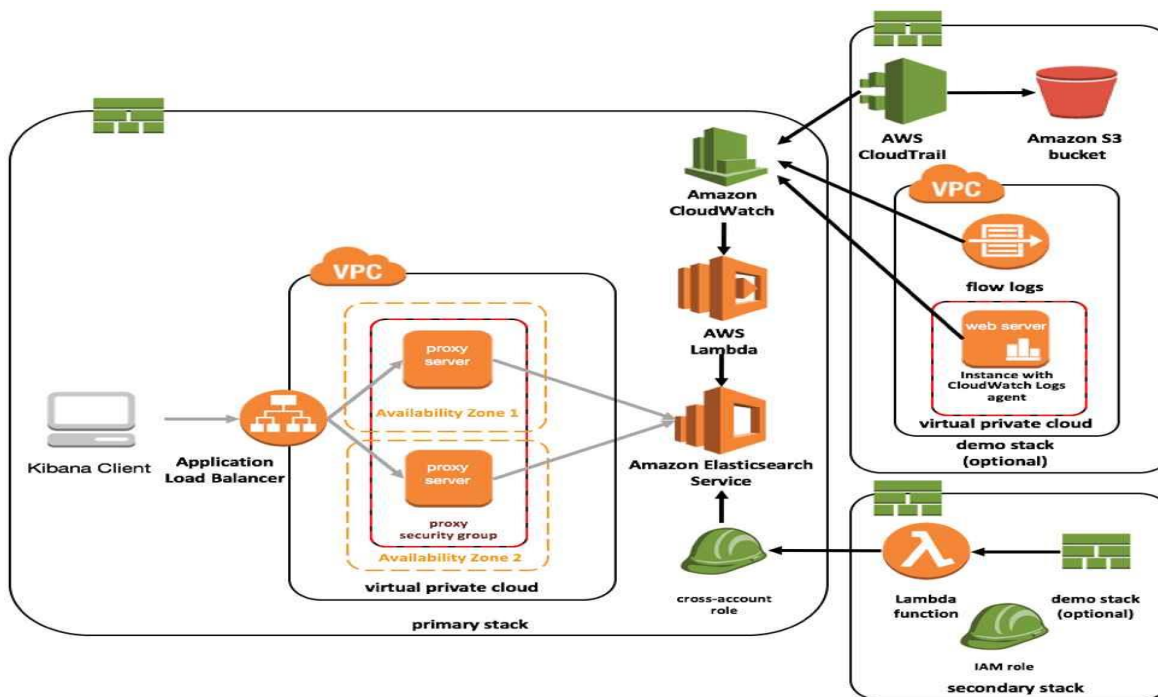 AWS
CloudTrail
Amazon S3
bucket
Amazon
CloudWatch
VPC
flow logs
web server
Instance with
CloudWatch Logs
agent
virtual private cloud
demo stack
(optional)
VPC
AWS
Lambda
proxy
server
Availability Zone 1
Kibana Client
Application
Load Balancer
proxy
server
proxy
security group
Availability Zone 2
virtual private cloud
Amazon Elasticsearch
Service
cross-account
role
primary stack
λ
Lambda
function
demo stack
(optional)
IAM role
secondary stack